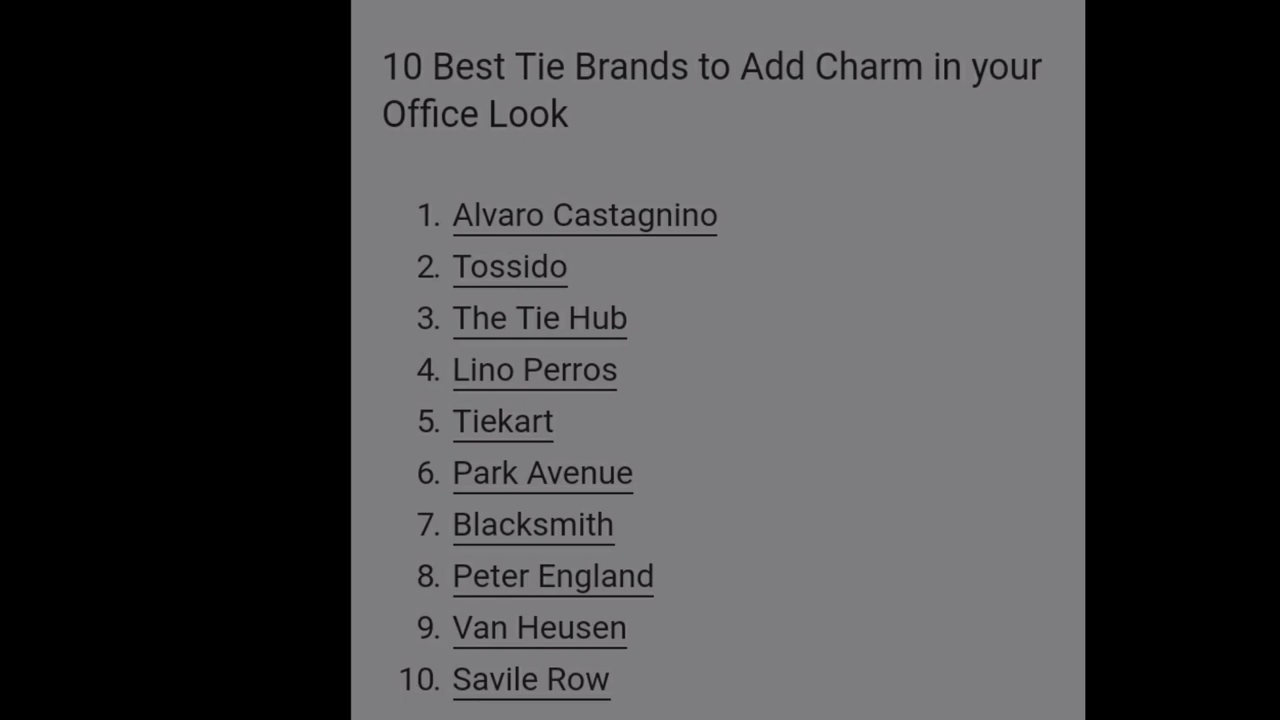 10 Best Tie Brands to Add Charm in your
Office Look
1. Alvaro Castagnino
2. Tossido
3. The Tie Hub
4. Lino Perros
5. Tiekart
6. Park Avenue
7. Blacksmith
8. Peter England
9. Van Heusen
10. Savile Row